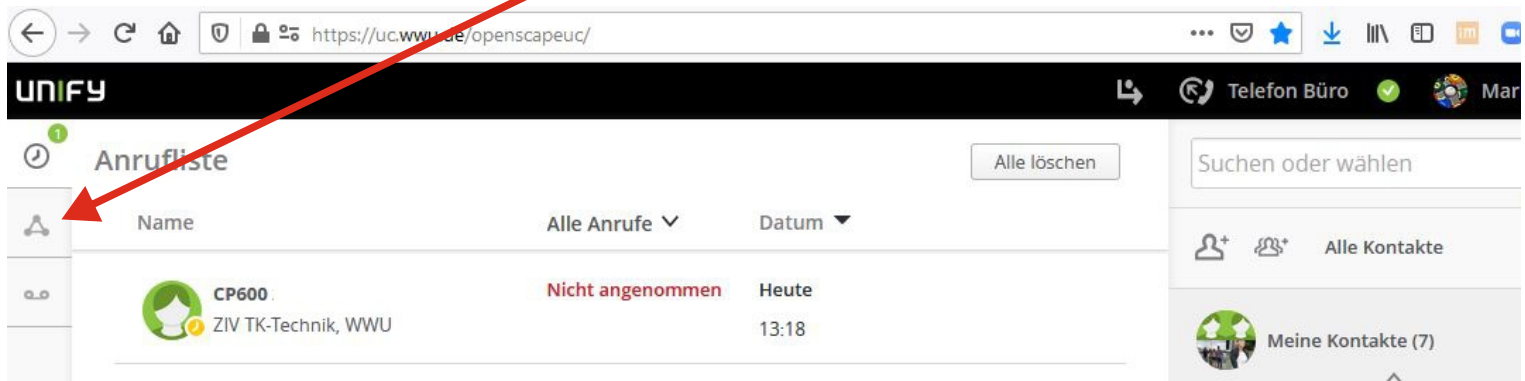 https://uc.wwu.de/openscapeuc/
im
UNIFY
Telefon Büro
Mar
1
Anrufliste
Alle löschen
Suchen oder wählen
Name
Alle Anrufe
Datum
Alle Kontakte
CP600
Nicht angenommen
Heute
ZIV TK-Technik, WWU
13:18
Meine Kontakte (7)